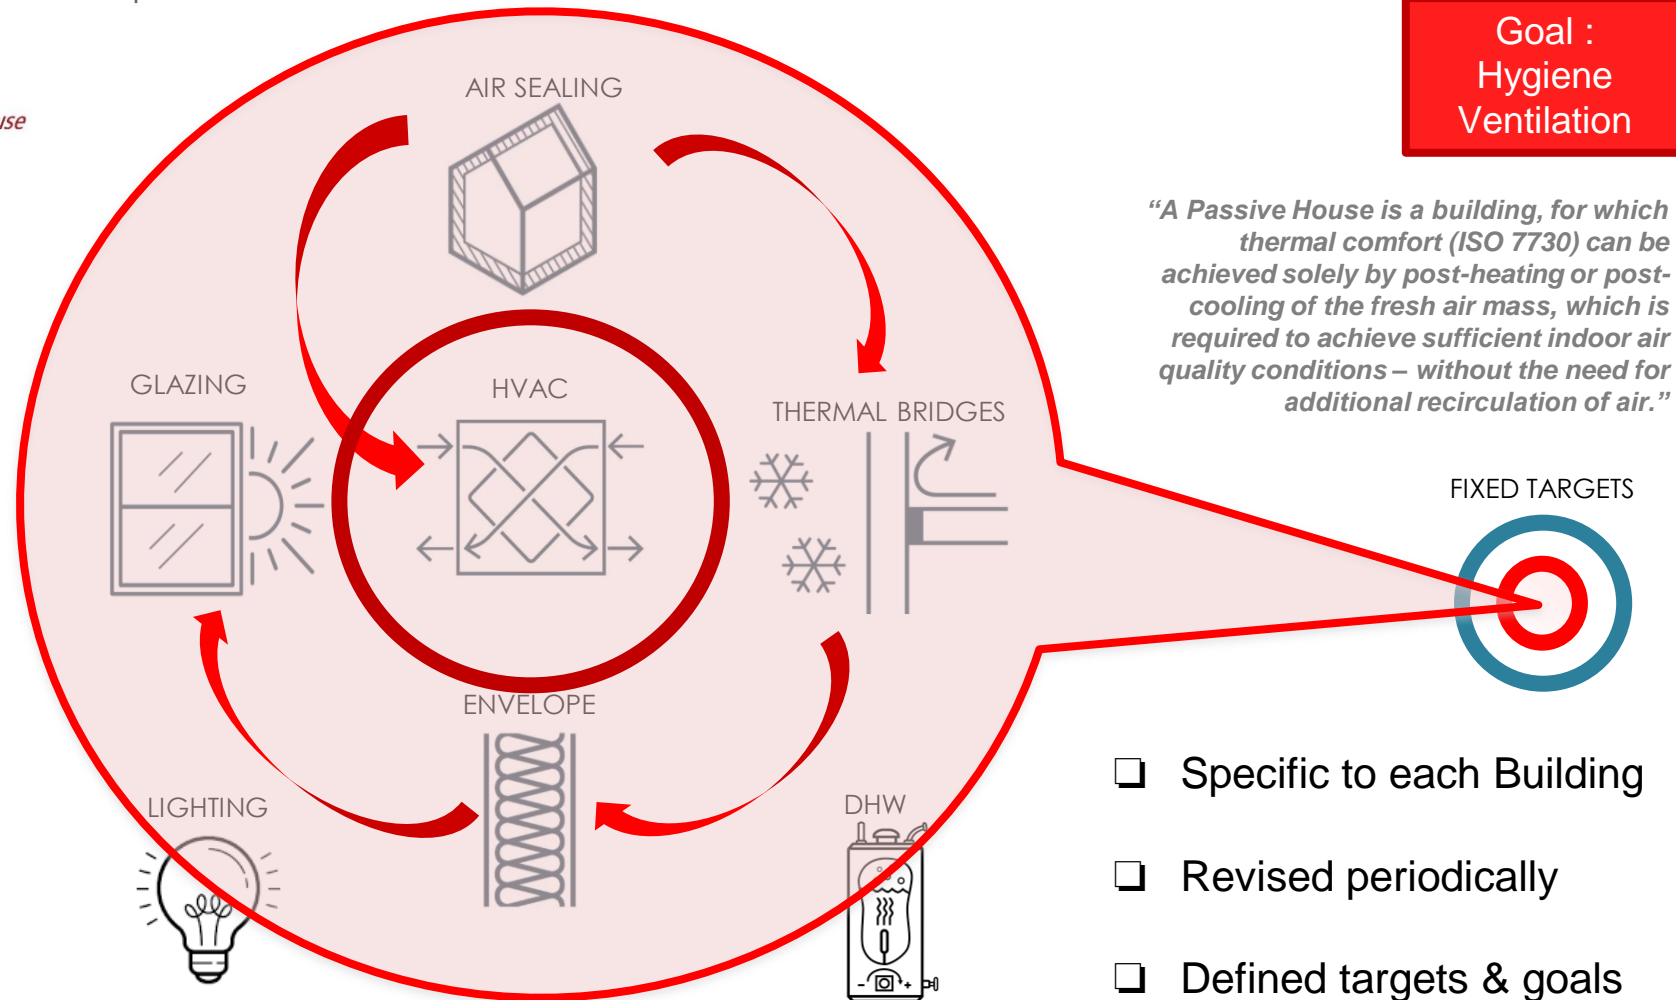 Goal :
Hygiene
Ventilation
AIR SEALING
“A Passive House is a building, for which
thermal comfort (ISO 7730) can be
achieved solely by post-heating or post-
cooling of the fresh air mass, which is
required to achieve sufficient indoor air
quality conditions – without the need for
additional recirculation of air.”
GLAZING
HVAC
THERMAL BRIDGES
FIXED TARGETS
ENVELOPE
LIGHTING
DHW
❑ Specific to each Building
❑ Revised periodically
❑ Defined targets & goals
- +